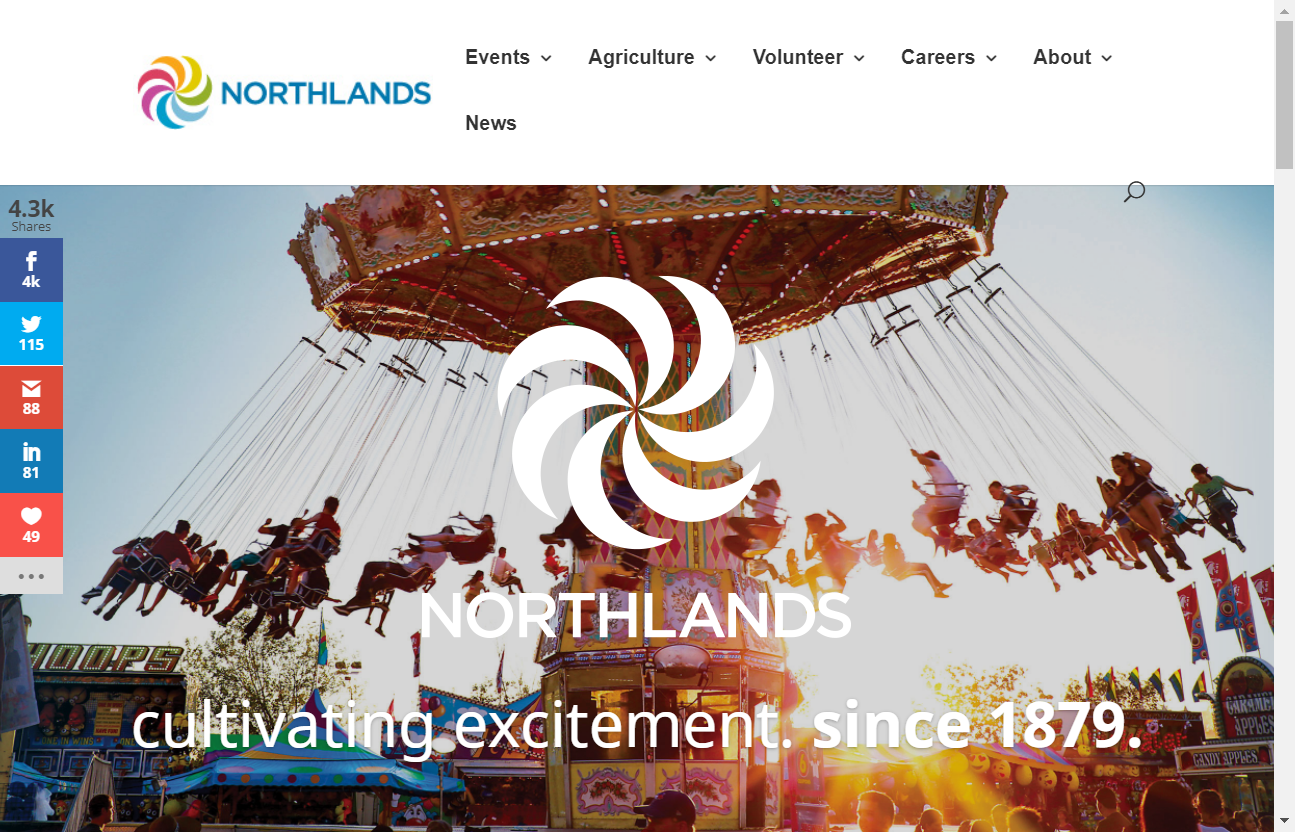 NORTHLANDS
Events
Agriculture
Volunteer
Careers
About
News
4.3k
Shares
4k
115
88
in
81
49
NORTHLANDS
HOOPS
cultivating excitement. since 1879.
CARAMEL
APPLES
CANDY APPLES